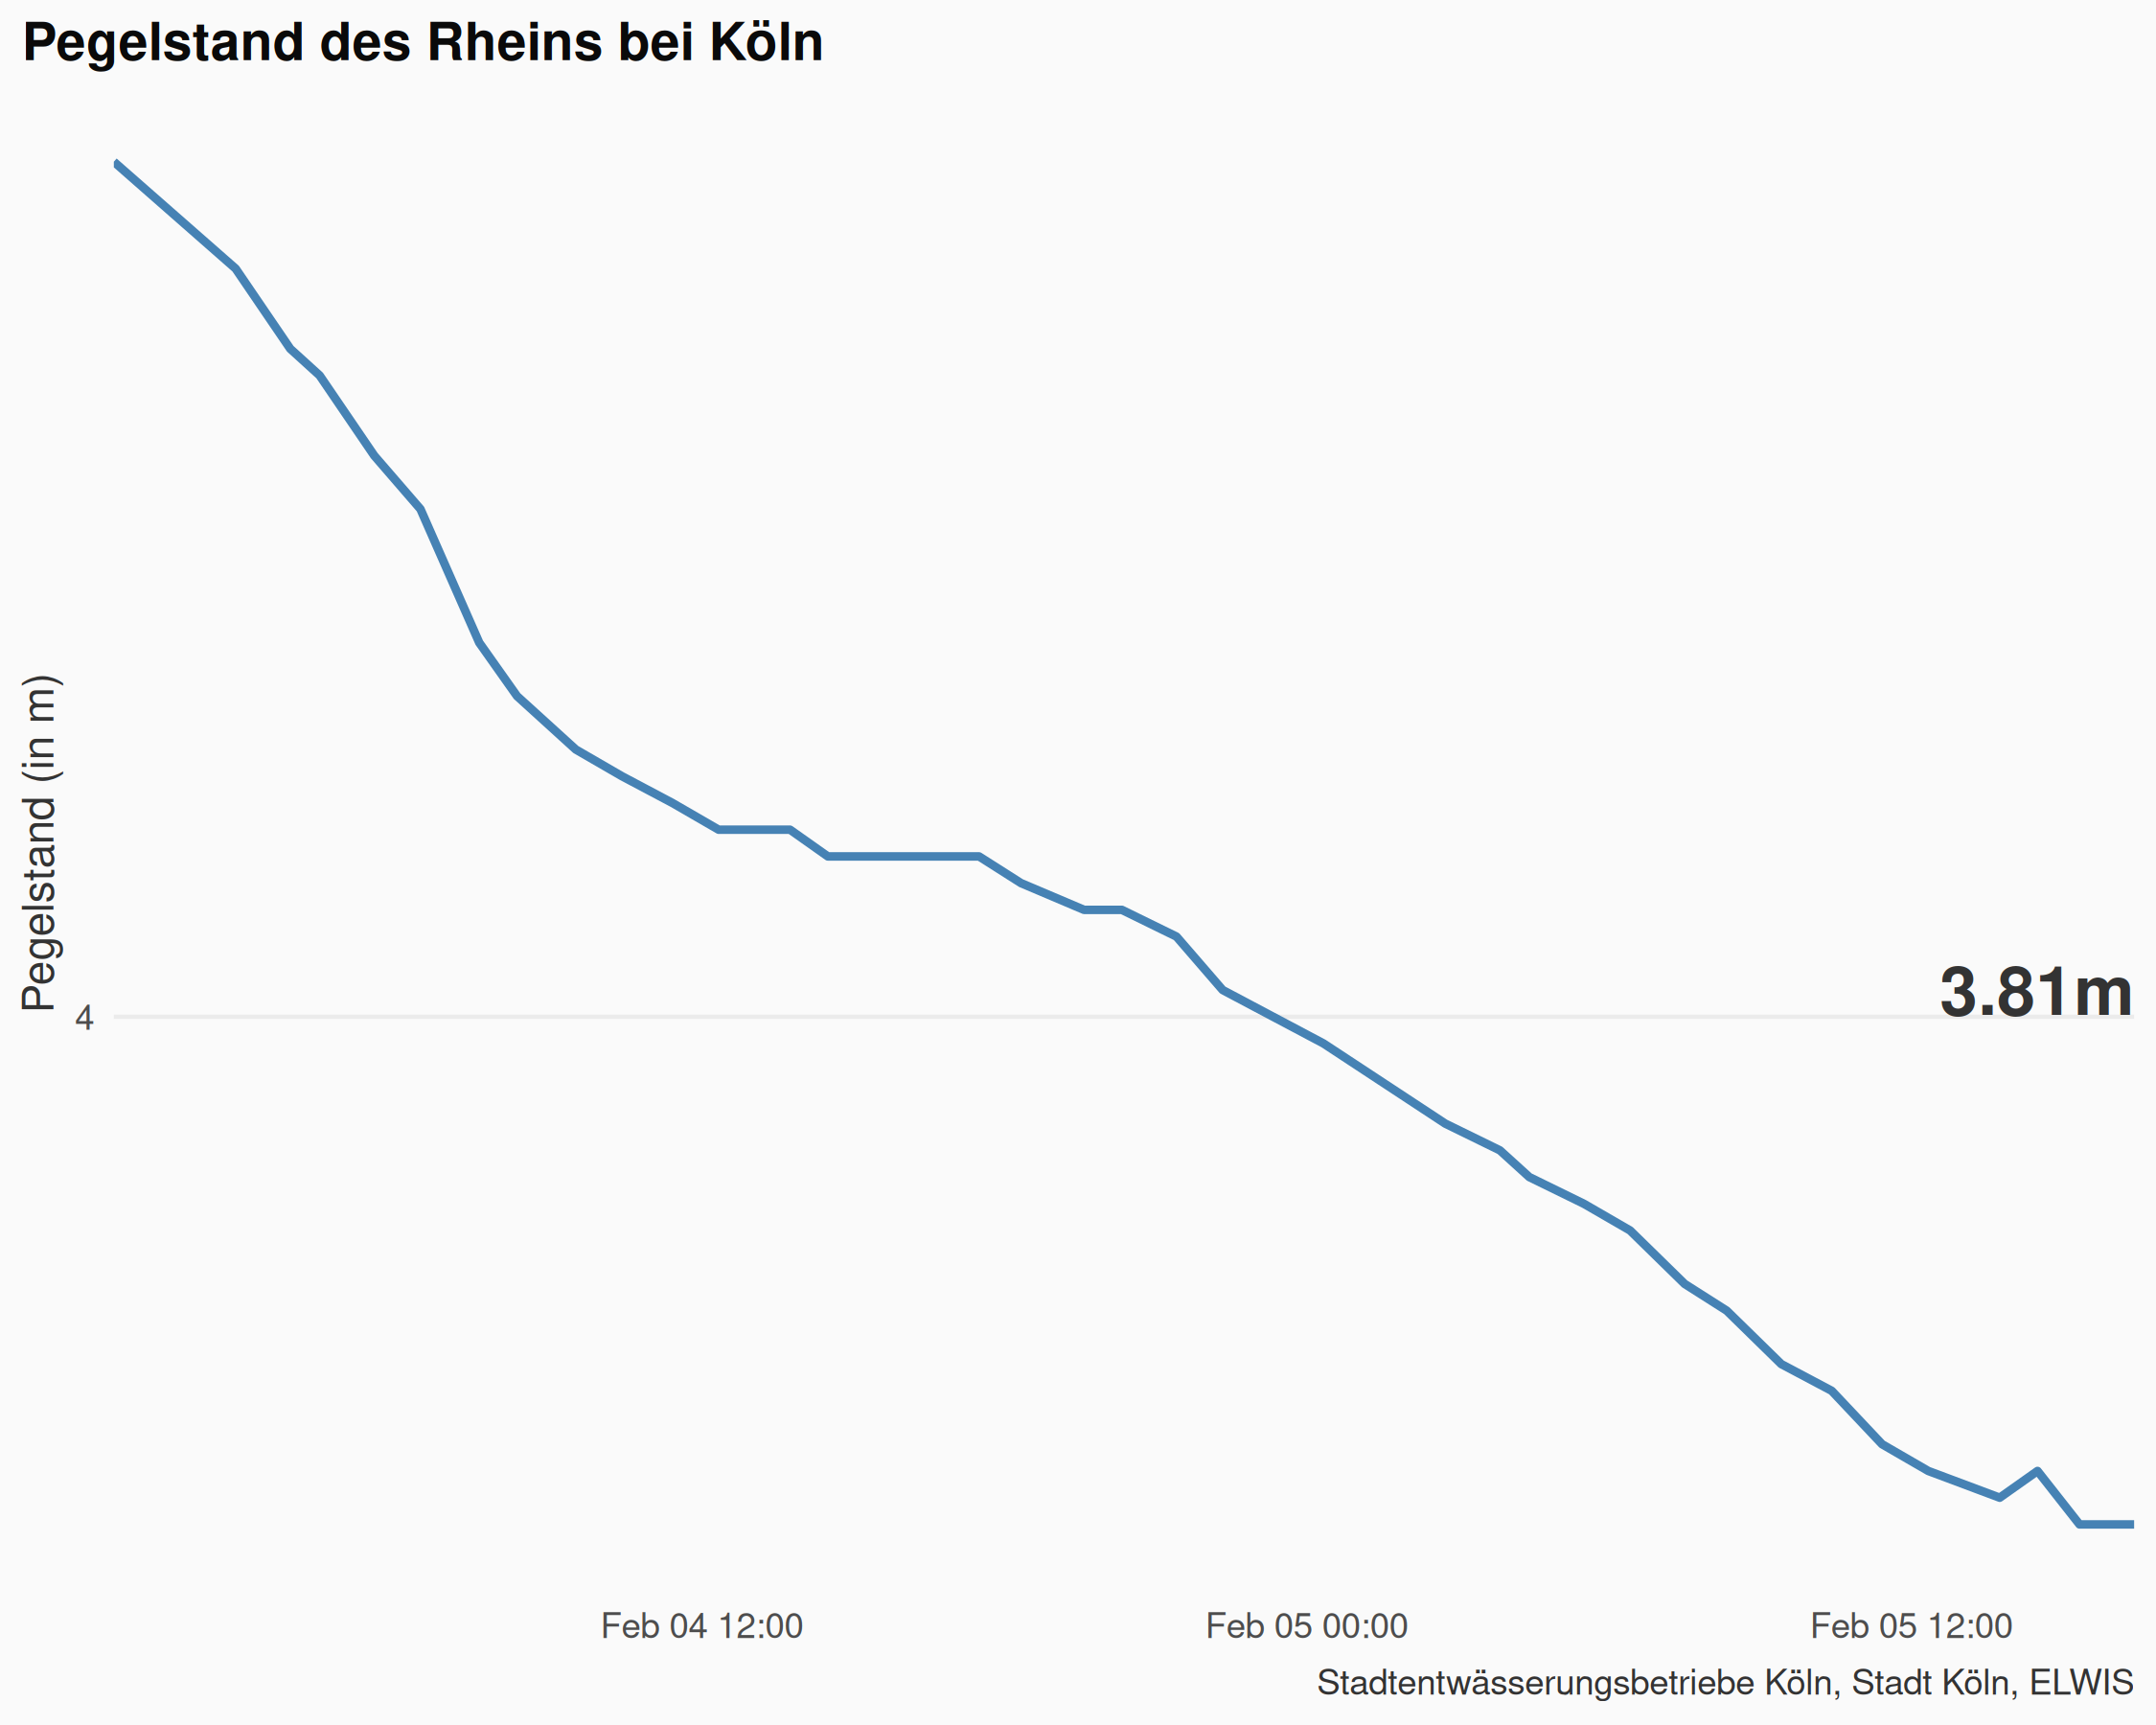 Pegelstand des Rheins bei Köln
Pegelstand (in m)
4
3.81m
Feb 04 12:00
Feb 05 00:00
Feb 05 12:00
Stadtentwässerungsbetriebe Köln, Stadt Köln, ELWIS